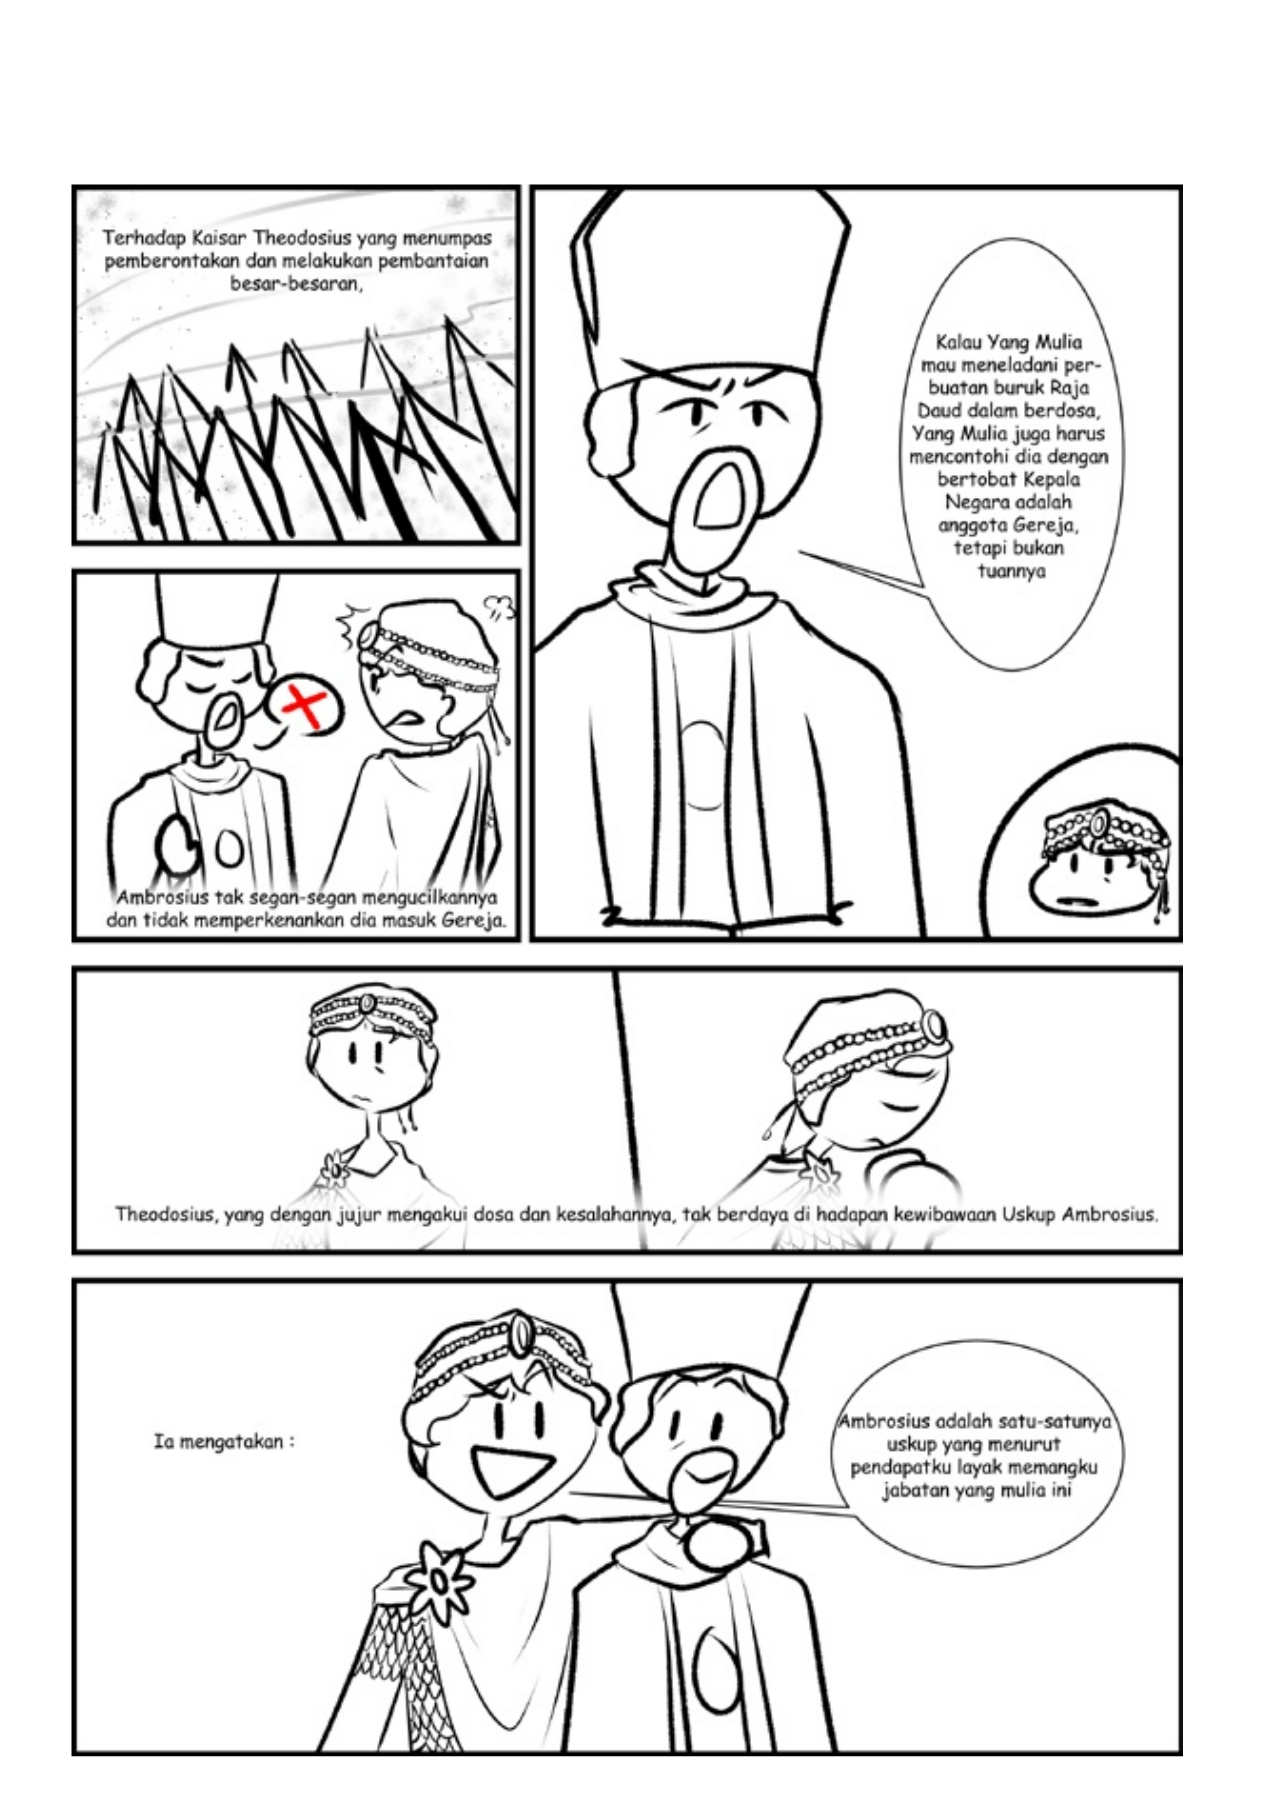 Terhadap Kaisar Theodosius yang menumpas
pemberontakan dan melakukan pembantaian
besar-besaran,
Ambrosius tak segan-segan mengucilkannya
dan tidak memperkenankan dia masuk Gereja.
Kalau Yang Mulia
mau meneladani per-
buatan buruk Raja
Daud dalam berdosa,
Yang Mulia juga harus
mencontohi dia dengan
bertobat Kepala
Negara adalah
anggota Gereja,
tetapi bukan
tuannya
Theodosius, yang dengan jujur mengakui dosa dan kesalahannya, tak berdaya di hadapan kewibawaan Uskup Ambrosius.
Ia mengatakan :
Ambrosius adalah satu-satunya
uskup yang menurut
pendapatku layak memangku
jabatan yang mulia ini